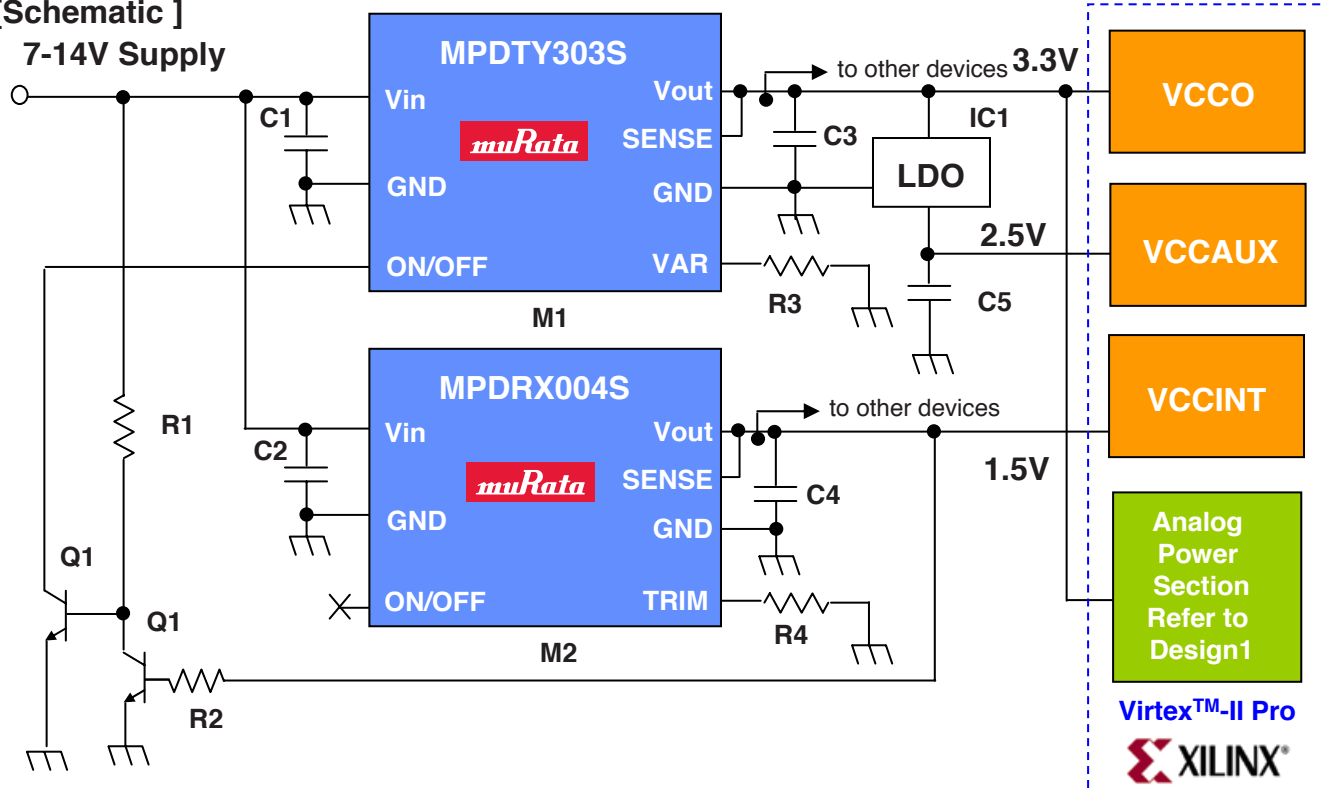 [Schematic ]
7-14V Supply
MPDTY303S
Vin
muRata
GND
ON/OFF
Vout
SENSE
GND
VAR
M1
C1
to other devices
3.3V
C3
IC1
LDO
2.5V
R3
C5
VCCO
VCCAUX
VCCINT
MPDRX004S
Vin
muRata
GND
ON/OFF
Vout
SENSE
GND
TRIM
M2
C2
to other devices
1.5V
C4
R4
R1
Q1
Q1
R2
Analog
Power
Section
Refer to
Design1
Virtex™-II Pro
XILINX®